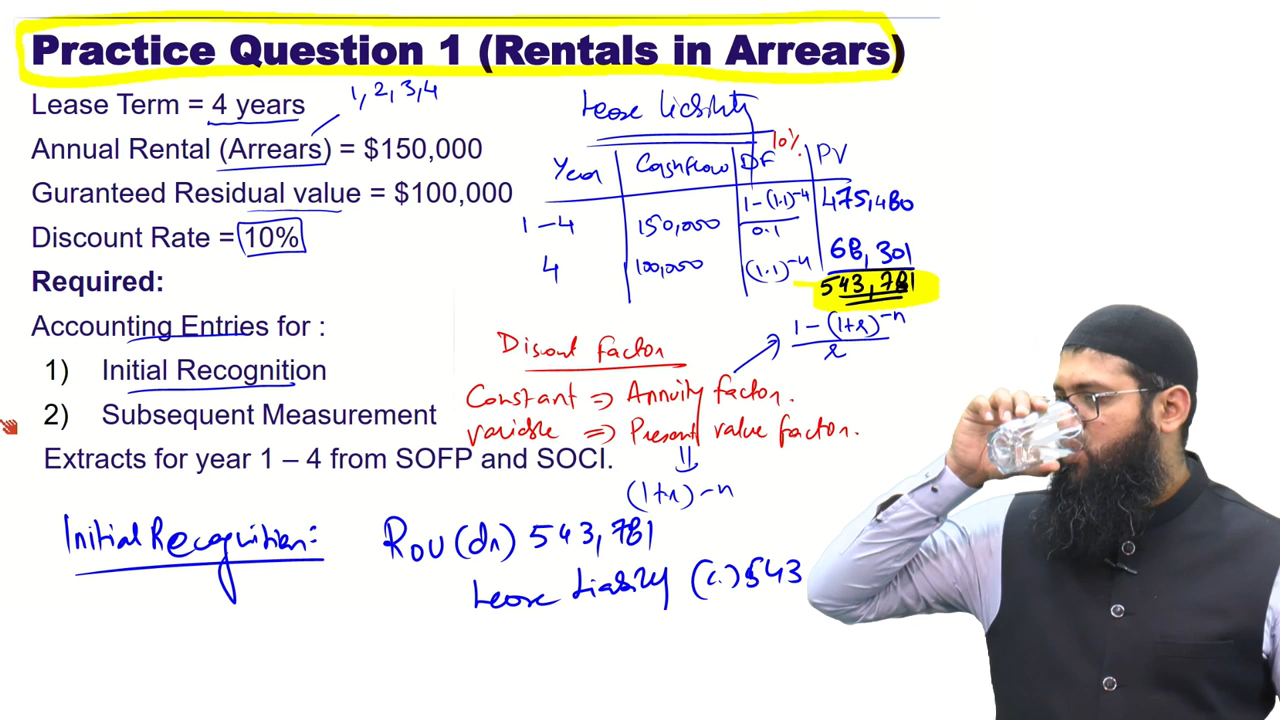 Practice Question 1 (Rentals in Arrears)
Lease Term = 4 years
1, 2, 3, 4
Annual Rental (Arrears) = $150,000
Guranteed Residual value = $100,000
Discount Rate = 10%
Required:
Accounting Entries for :
1) Initial Recognition
2) Subsequent Measurement
Extracts for year 1 – 4 from SOFP and SOCI.
Lease liability
10%
Year Cashflow DF PV
1-4 150,000 1-(1.1)^-4 / 0.1 475,480
4 100,000 (1.1)^-4 68,301
543,781
1-(1+r)^-n / r
Discount factor
Constant => Annuity factor.
variable => Present value factor.
(1+r)-n
Initial Recognition:
ROU (dr) 543,781
Lease Liability (cr) 543